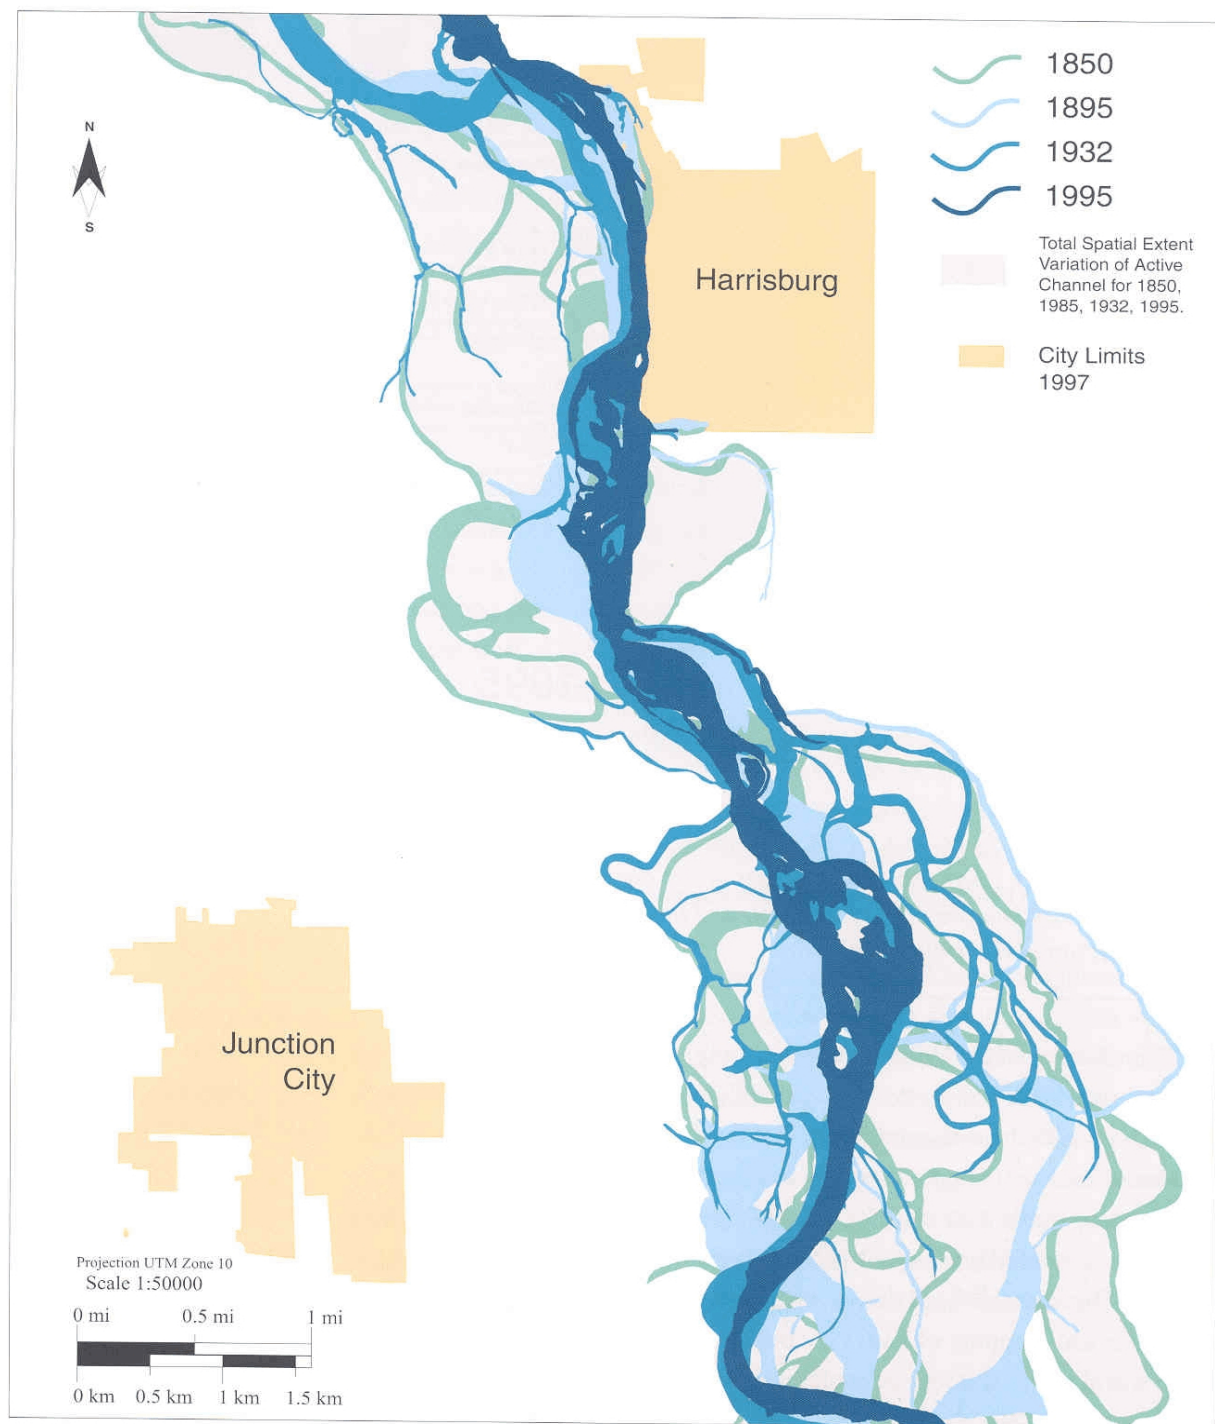 1850
1895
1932
1995
N
S
Total Spatial Extent
Variation of Active
Channel for 1850,
1985, 1932, 1995.
Harrisburg
City Limits
1997
Junction
City
Projection UTM Zone 10
Scale 1:50000
0 mi 0.5 mi 1 mi
0 km 0.5 km 1 km 1.5 km